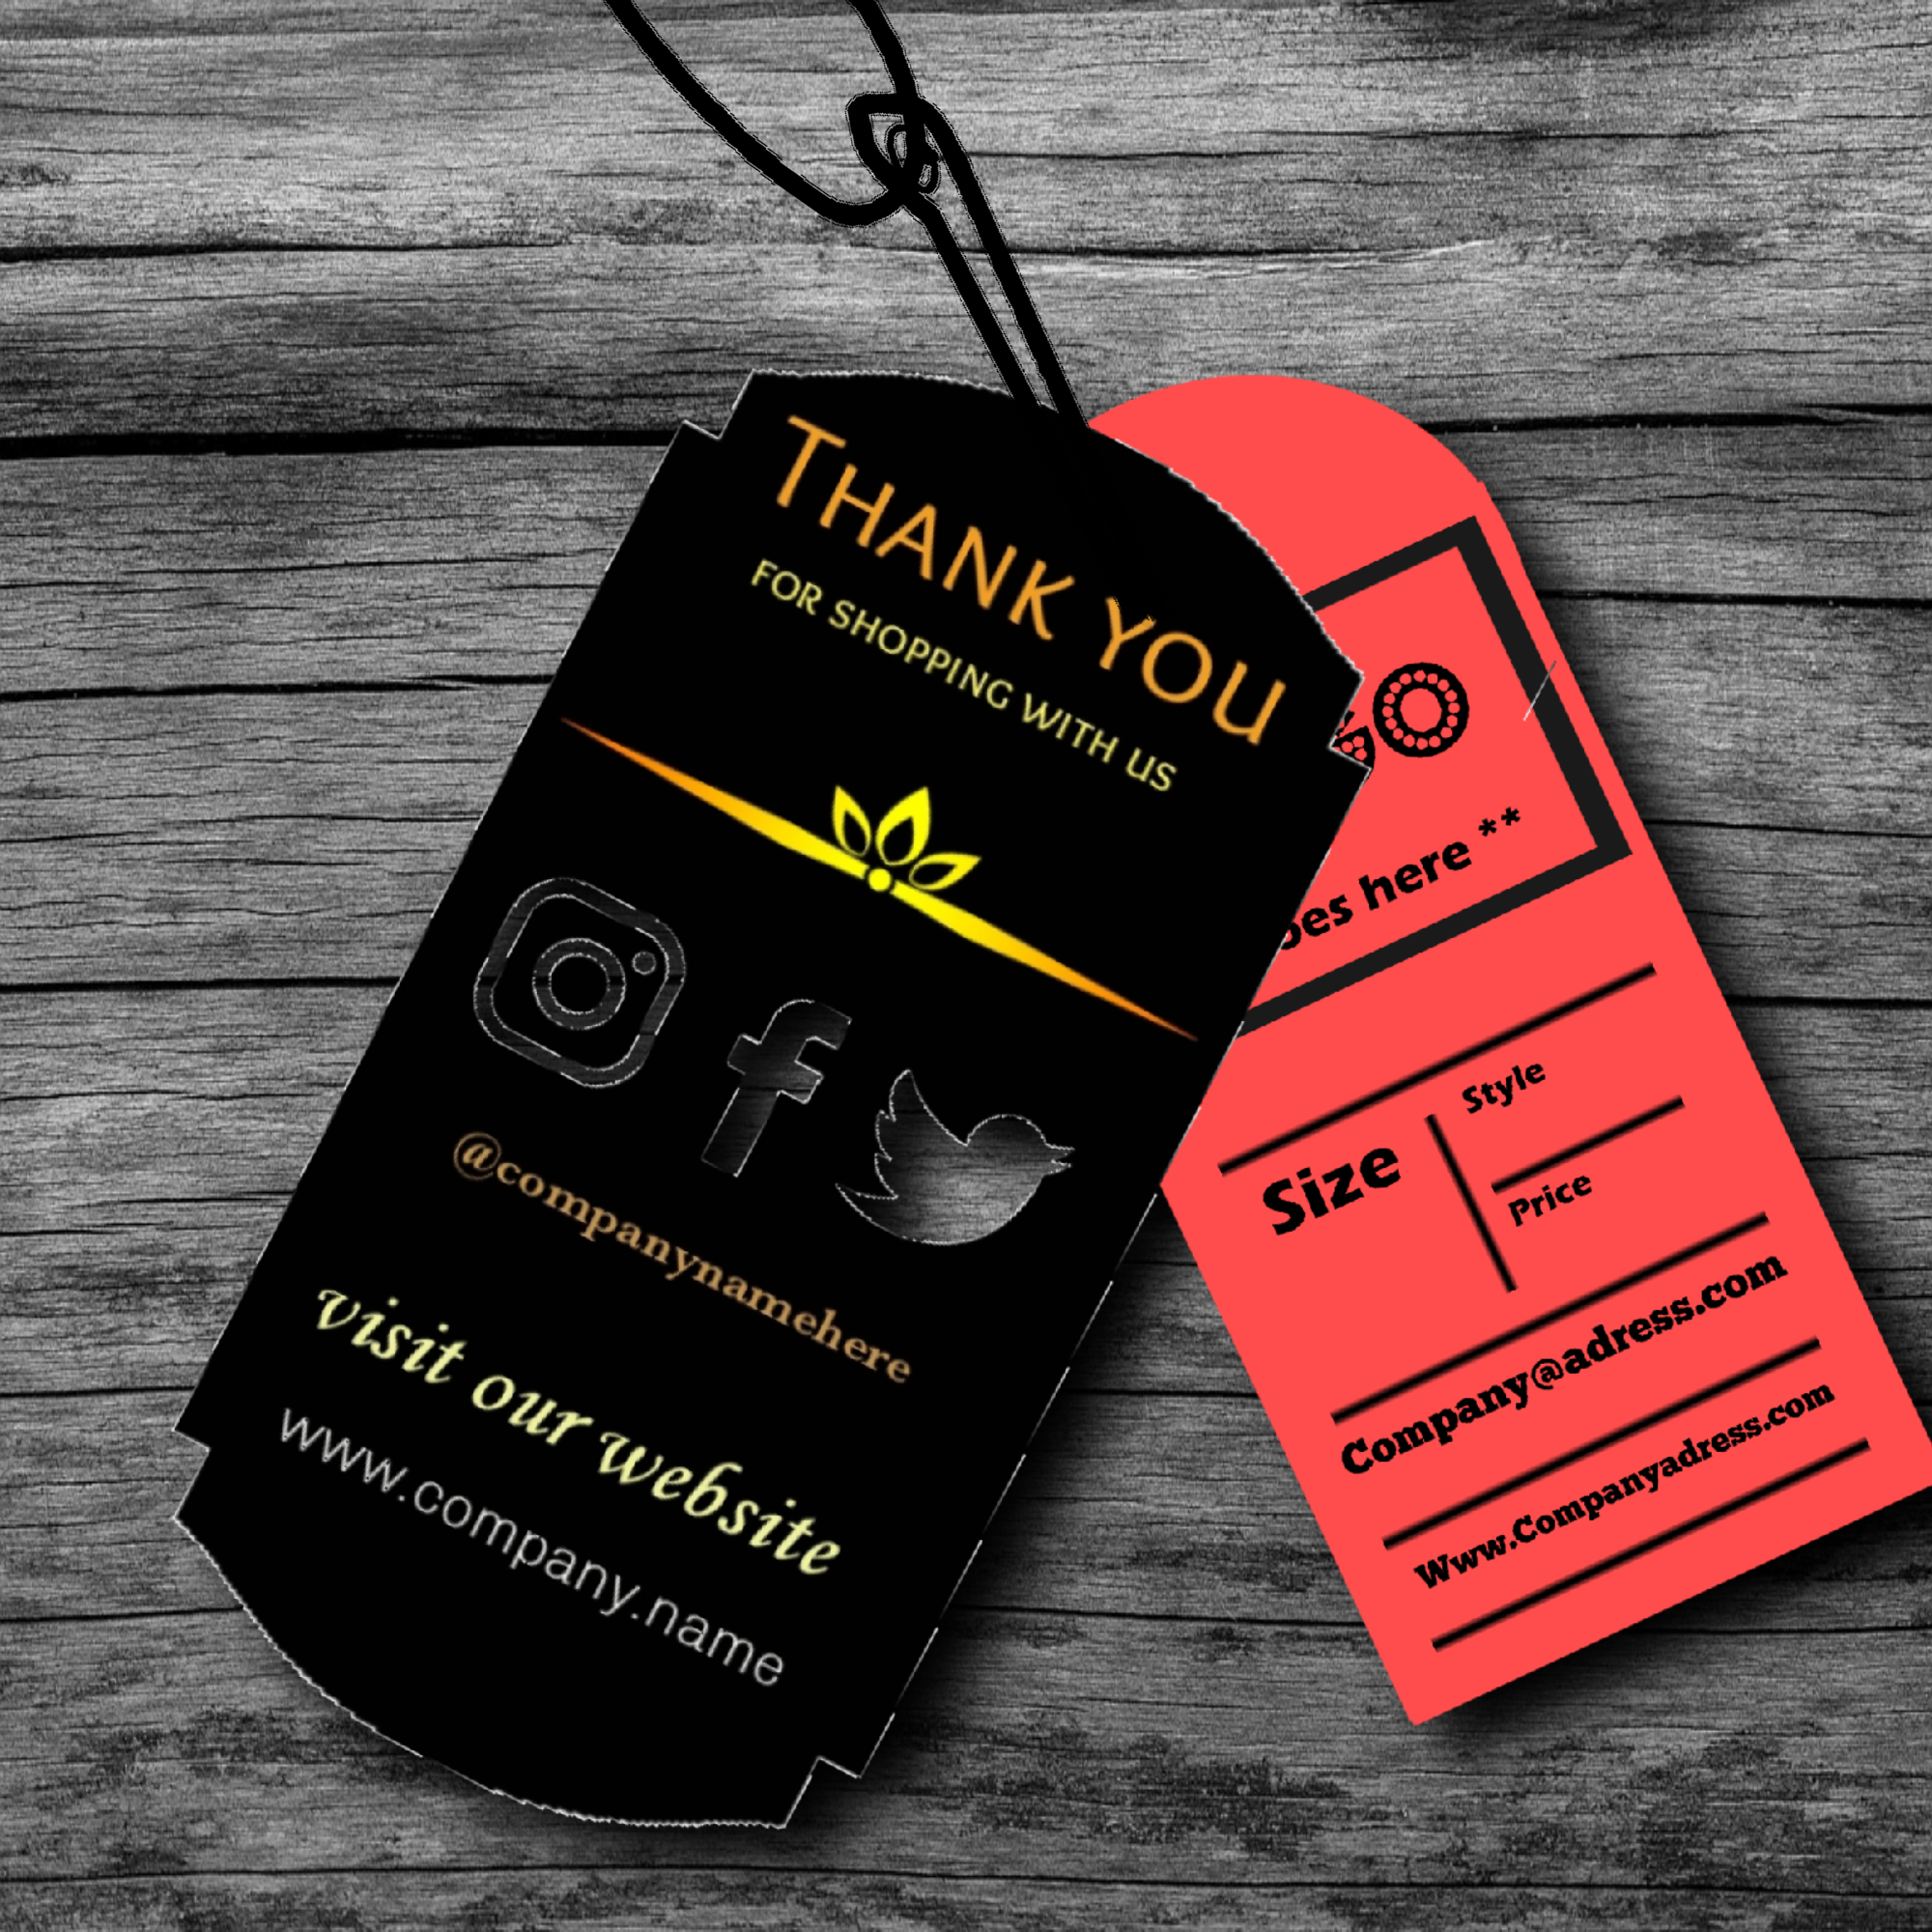 THANK YOU
FOR SHOPPING WITH US
@companynamehere
visit our website
www.company.name
here **
Style
Size
Price
Company@adress.com
Www.Companyadress.com